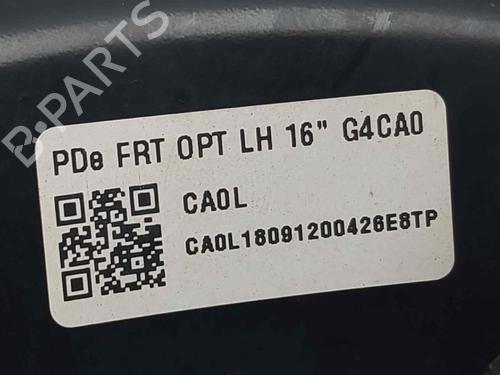 B-PARTS
PDe FRT OPT LH 16" G4CA0
CA0L
CA0L18091200426E8TP